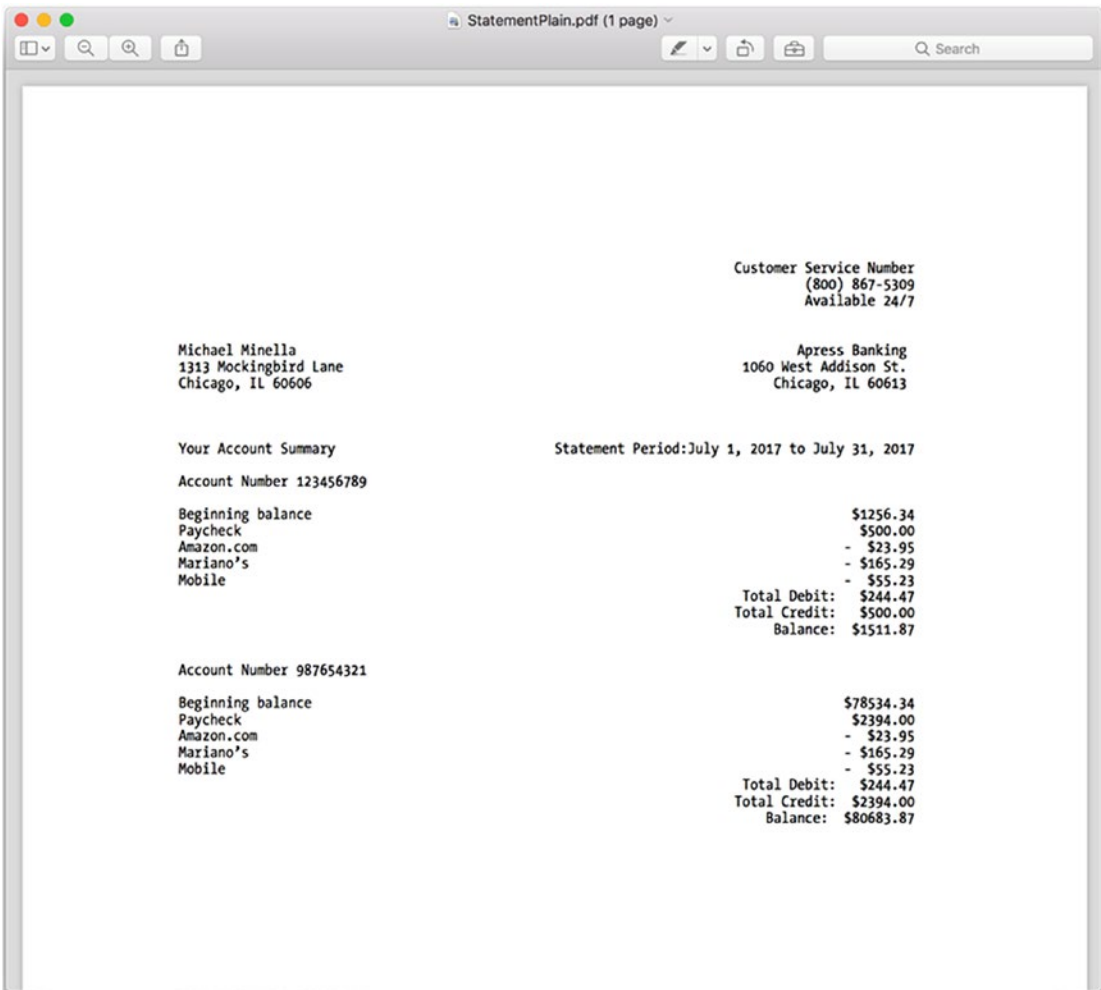 StatementPlain.pdf (1 page)
Search
Customer Service Number
(800) 867-5309
Available 24/7
Michael Minella Apress Banking
1313 Mockingbird Lane 1060 West Addison St.
Chicago, IL 60606 Chicago, IL 60613
Your Account Summary Statement Period:July 1, 2017 to July 31, 2017
Account Number 123456789
Beginning balance $1256.34
Paycheck $500.00
Amazon.com - $23.95
Mariano's - $165.29
Mobile - $55.23
Total Debit: $244.47
Total Credit: $500.00
Balance: $1511.87
Account Number 987654321
Beginning balance $78534.34
Paycheck $2394.00
Amazon.com - $23.95
Mariano's - $165.29
Mobile - $55.23
Total Debit: $244.47
Total Credit: $2394.00
Balance: $80683.87